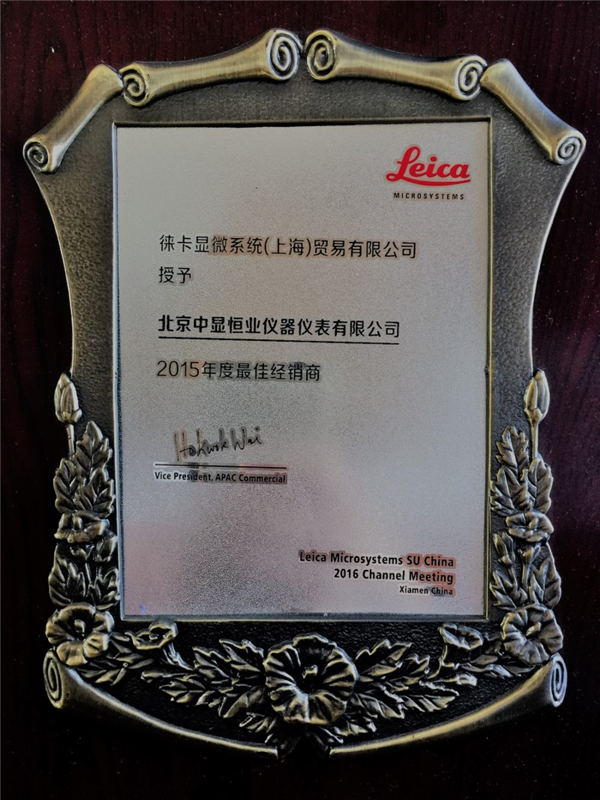 Leica
MICROSYSTEMS
徕卡显微系统(上海)贸易有限公司
授予
北京中显恒业仪器仪表有限公司
2015年度最佳经销商
Vice President, APAC Commercial
Leica Microsystems SU China
2016 Channel Meeting
Xiamen China